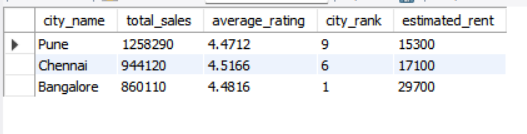 city_name total_sales average_rating city_rank estimated_rent
Pune 1258290 4.4712 9 15300
Chennai 944120 4.5166 6 17100
Bangalore 860110 4.4816 1 29700